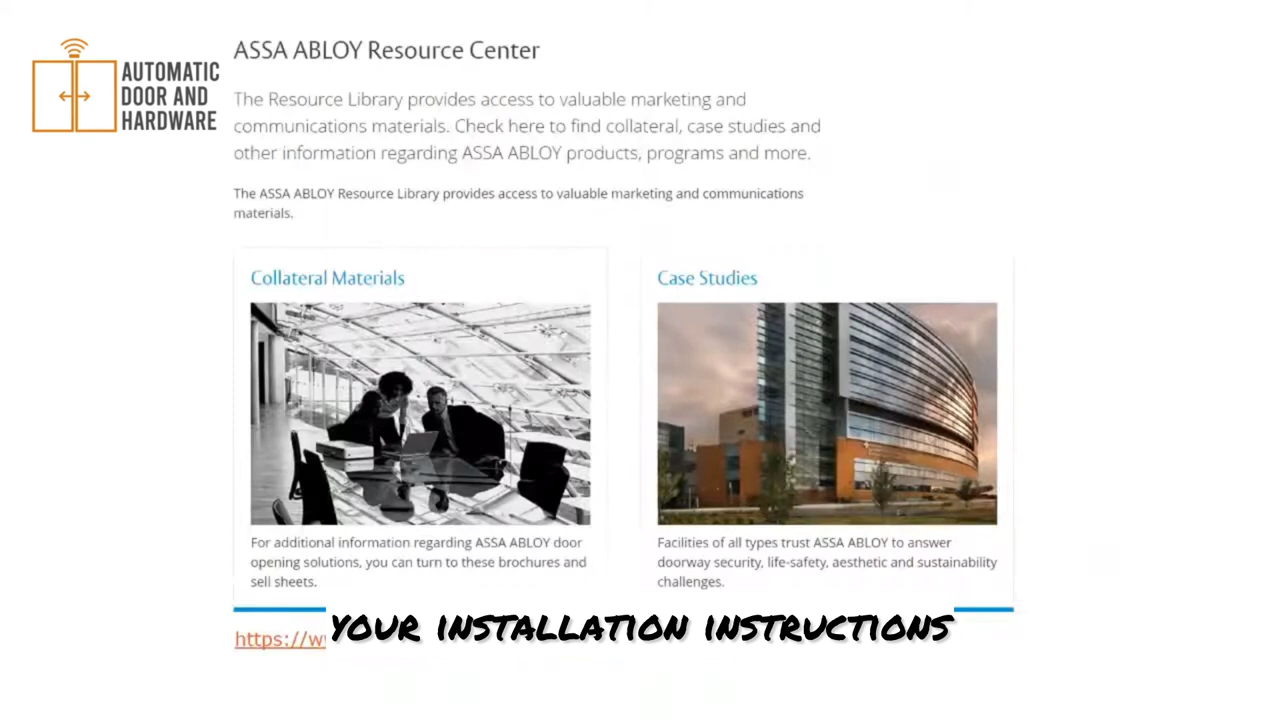 ASSA ABLOY Resource Center
AUTOMATIC
DOOR AND
HARDWARE
The Resource Library provides access to valuable marketing and
communications materials. Check here to find collateral, case studies and
other information regarding ASSA ABLOY products, programs and more.
The ASSA ABLOY Resource Library provides access to valuable marketing and communications
materials.
Collateral Materials
For additional information regarding ASSA ABLOY door
opening solutions, you can turn to these brochures and
sell sheets.
Case Studies
Facilities of all types trust ASSA ABLOY to answer
doorway security, life-safety, aesthetic and sustainability
challenges.
https://w
YOUR INSTALLATION INSTRUCTIONS